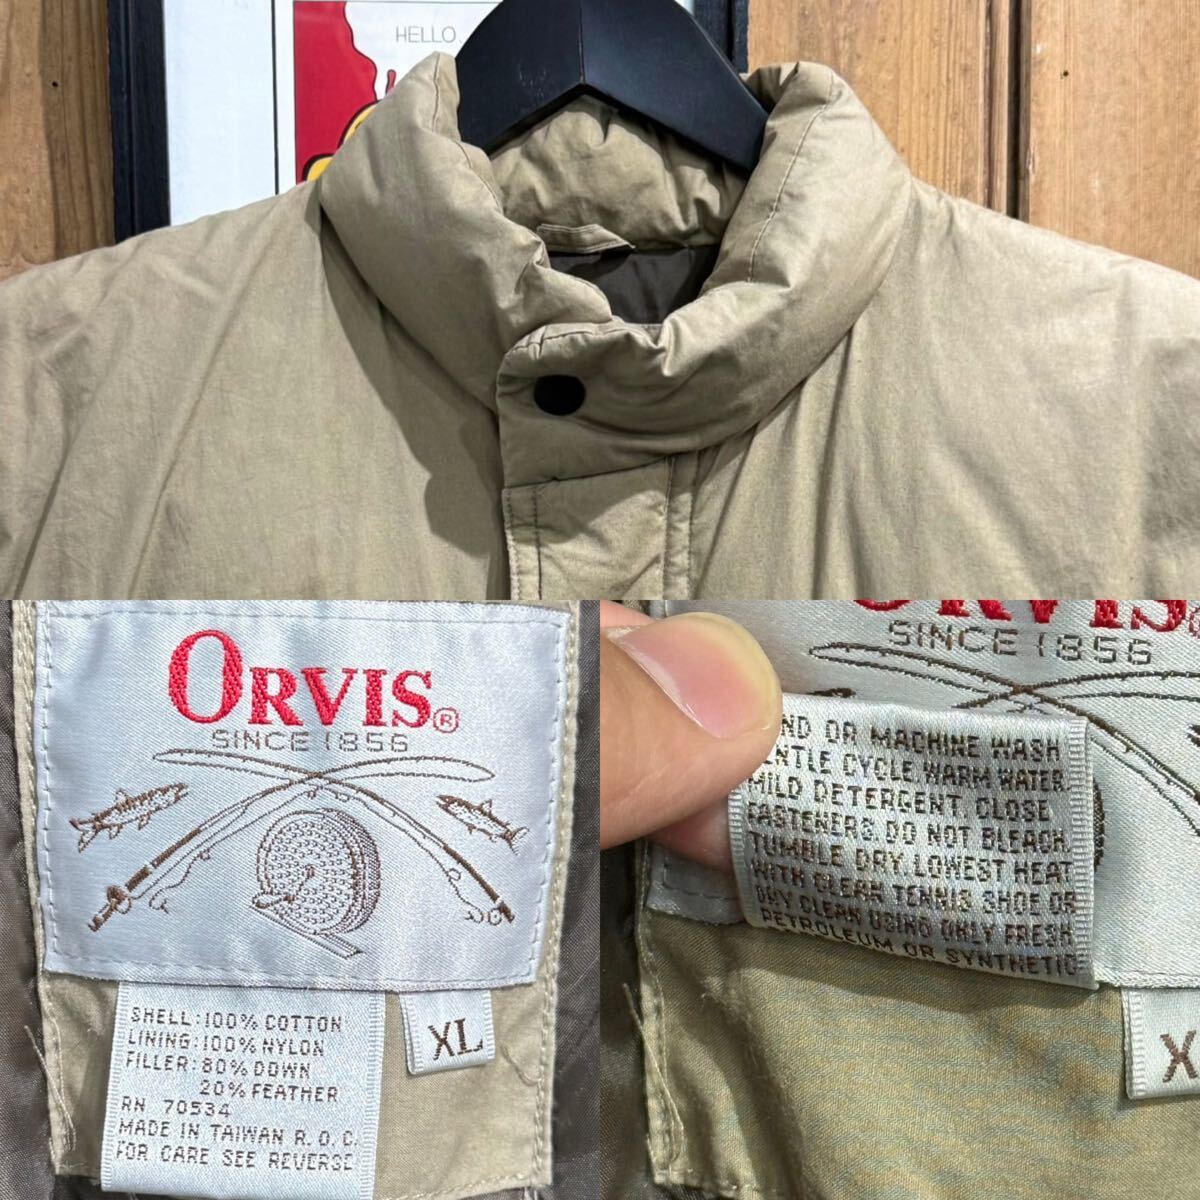 HELLO,
ORVIS®
SINCE 1856
SHELL: 100% COTTON
LINING: 100% NYLON
FILLER: 80% DOWN
20% FEATHER
RN 70534
MADE IN TAIWAN R.O.C.
FOR CARE SEE REVERSE
XL
ORVIS®
SINCE 1856
OR MACHINE WASH
CYCLE. WARM WATER.
MILD DETERGENT. CLOSE
FASTENERS. DO NOT BLEACH.
TUMBLE DRY LOWEST HEAT
WITH CLEAN TENNIS SHOE OR
DRY CLEAN USING ONLY FRESH
PETROLEUM OR SYNTHETIC
X